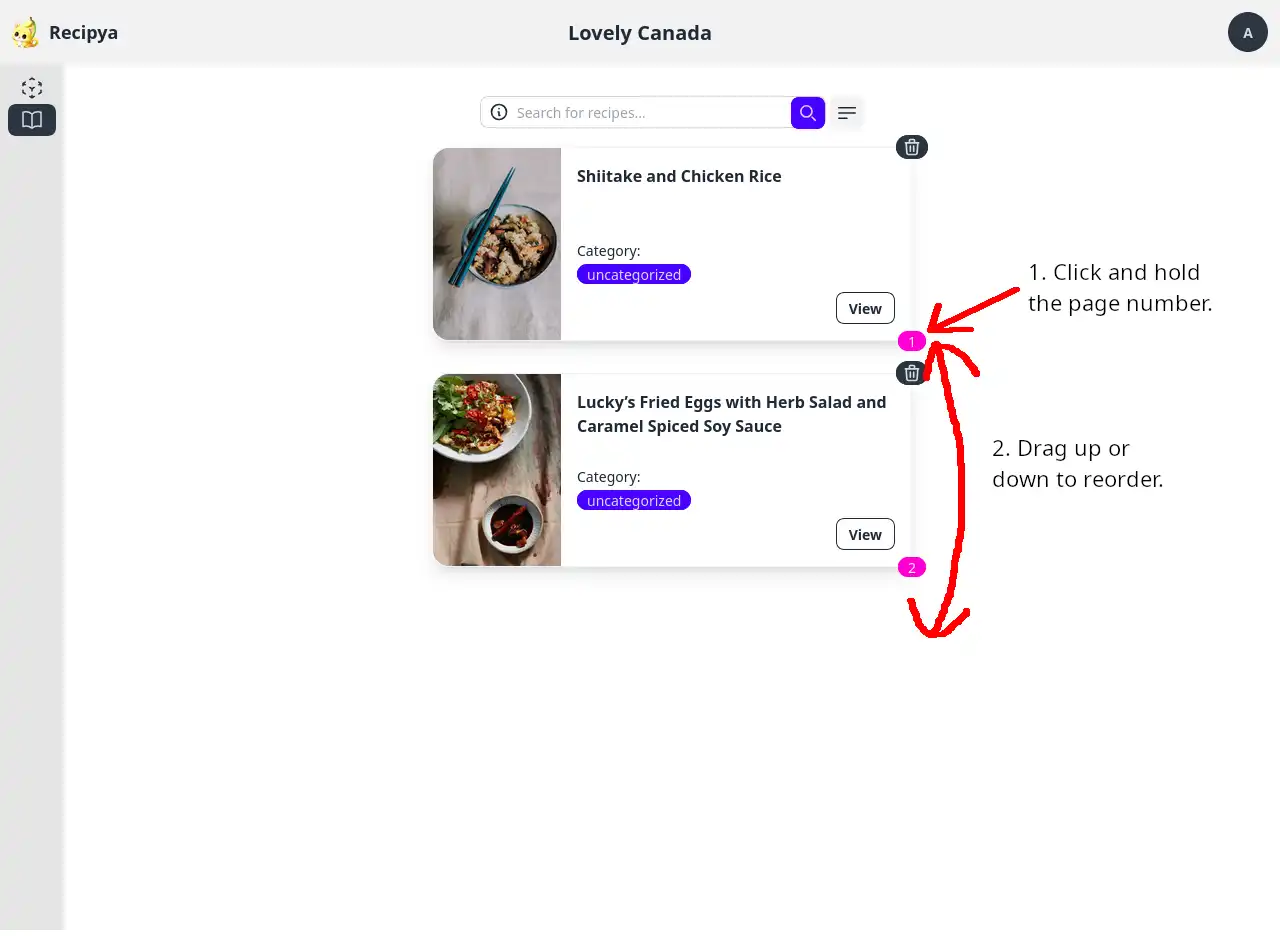 Recipya
Lovely Canada
A
Search for recipes...
Shiitake and Chicken Rice
Category:
uncategorized
View
1
1. Click and hold
the page number.
Lucky’s Fried Eggs with Herb Salad and
Caramel Spiced Soy Sauce
Category:
uncategorized
View
2
2. Drag up or
down to reorder.